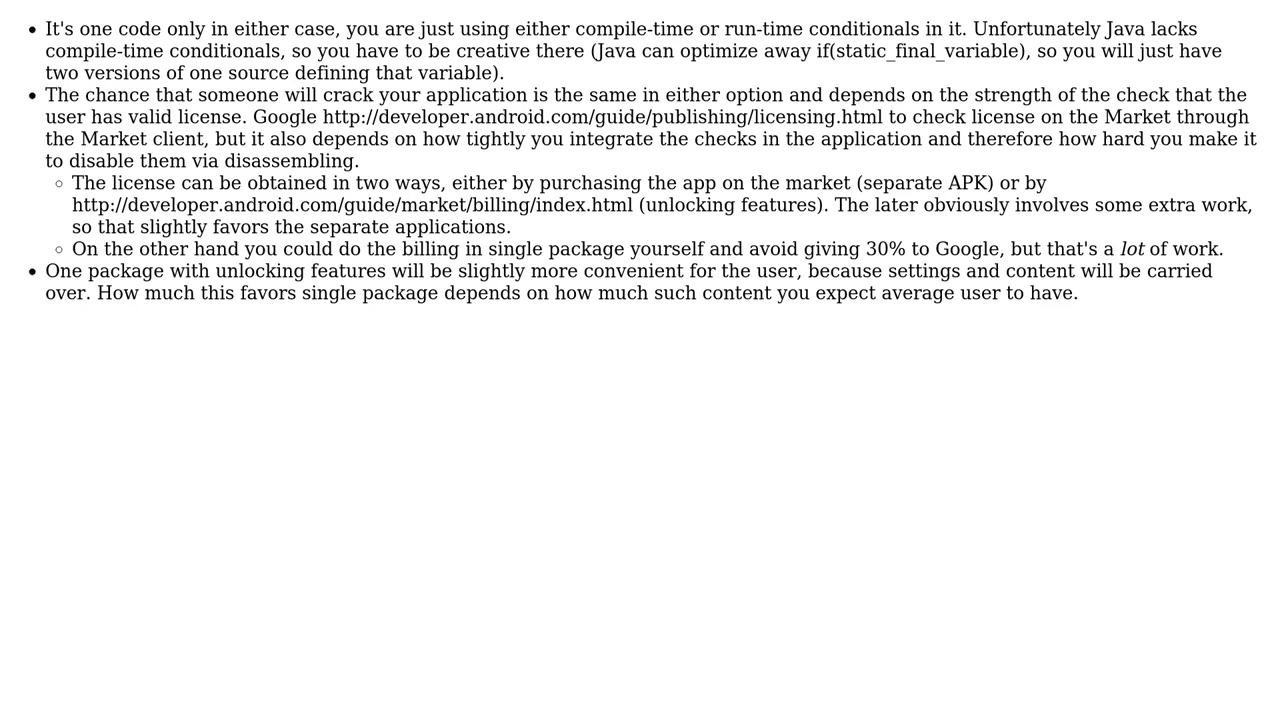 • It's one code only in either case, you are just using either compile-time or run-time conditionals in it. Unfortunately Java lacks
compile-time conditionals, so you have to be creative there (Java can optimize away if(static_final_variable), so you will just have
two versions of one source defining that variable).
• The chance that someone will crack your application is the same in either option and depends on the strength of the check that the
user has valid license. Google http://developer.android.com/guide/publishing/licensing.html to check license on the Market through
the Market client, but it also depends on how tightly you integrate the checks in the application and therefore how hard you make it
to disable them via disassembling.
◦ The license can be obtained in two ways, either by purchasing the app on the market (separate APK) or by
http://developer.android.com/guide/market/billing/index.html (unlocking features). The later obviously involves some extra work,
so that slightly favors the separate applications.
◦ On the other hand you could do the billing in single package yourself and avoid giving 30% to Google, but that's a lot of work.
• One package with unlocking features will be slightly more convenient for the user, because settings and content will be carried
over. How much this favors single package depends on how much such content you expect average user to have.